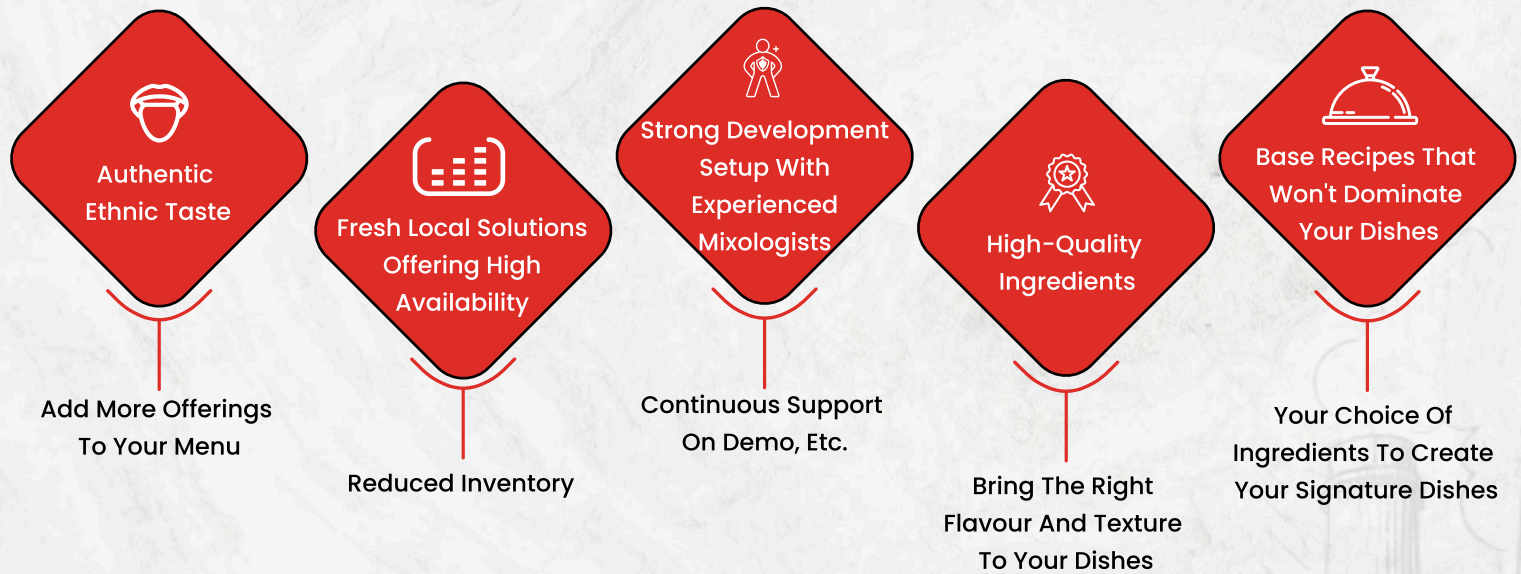 Authentic
Ethnic Taste
Add More Offerings
To Your Menu
Fresh Local Solutions
Offering High
Availability
Reduced Inventory
Strong Development
Setup With
Experienced
Mixologists
Continuous Support
On Demo, Etc.
High-Quality
Ingredients
Bring The Right
Flavour And Texture
To Your Dishes
Base Recipes That
Won't Dominate
Your Dishes
Your Choice Of
Ingredients To Create
Your Signature Dishes